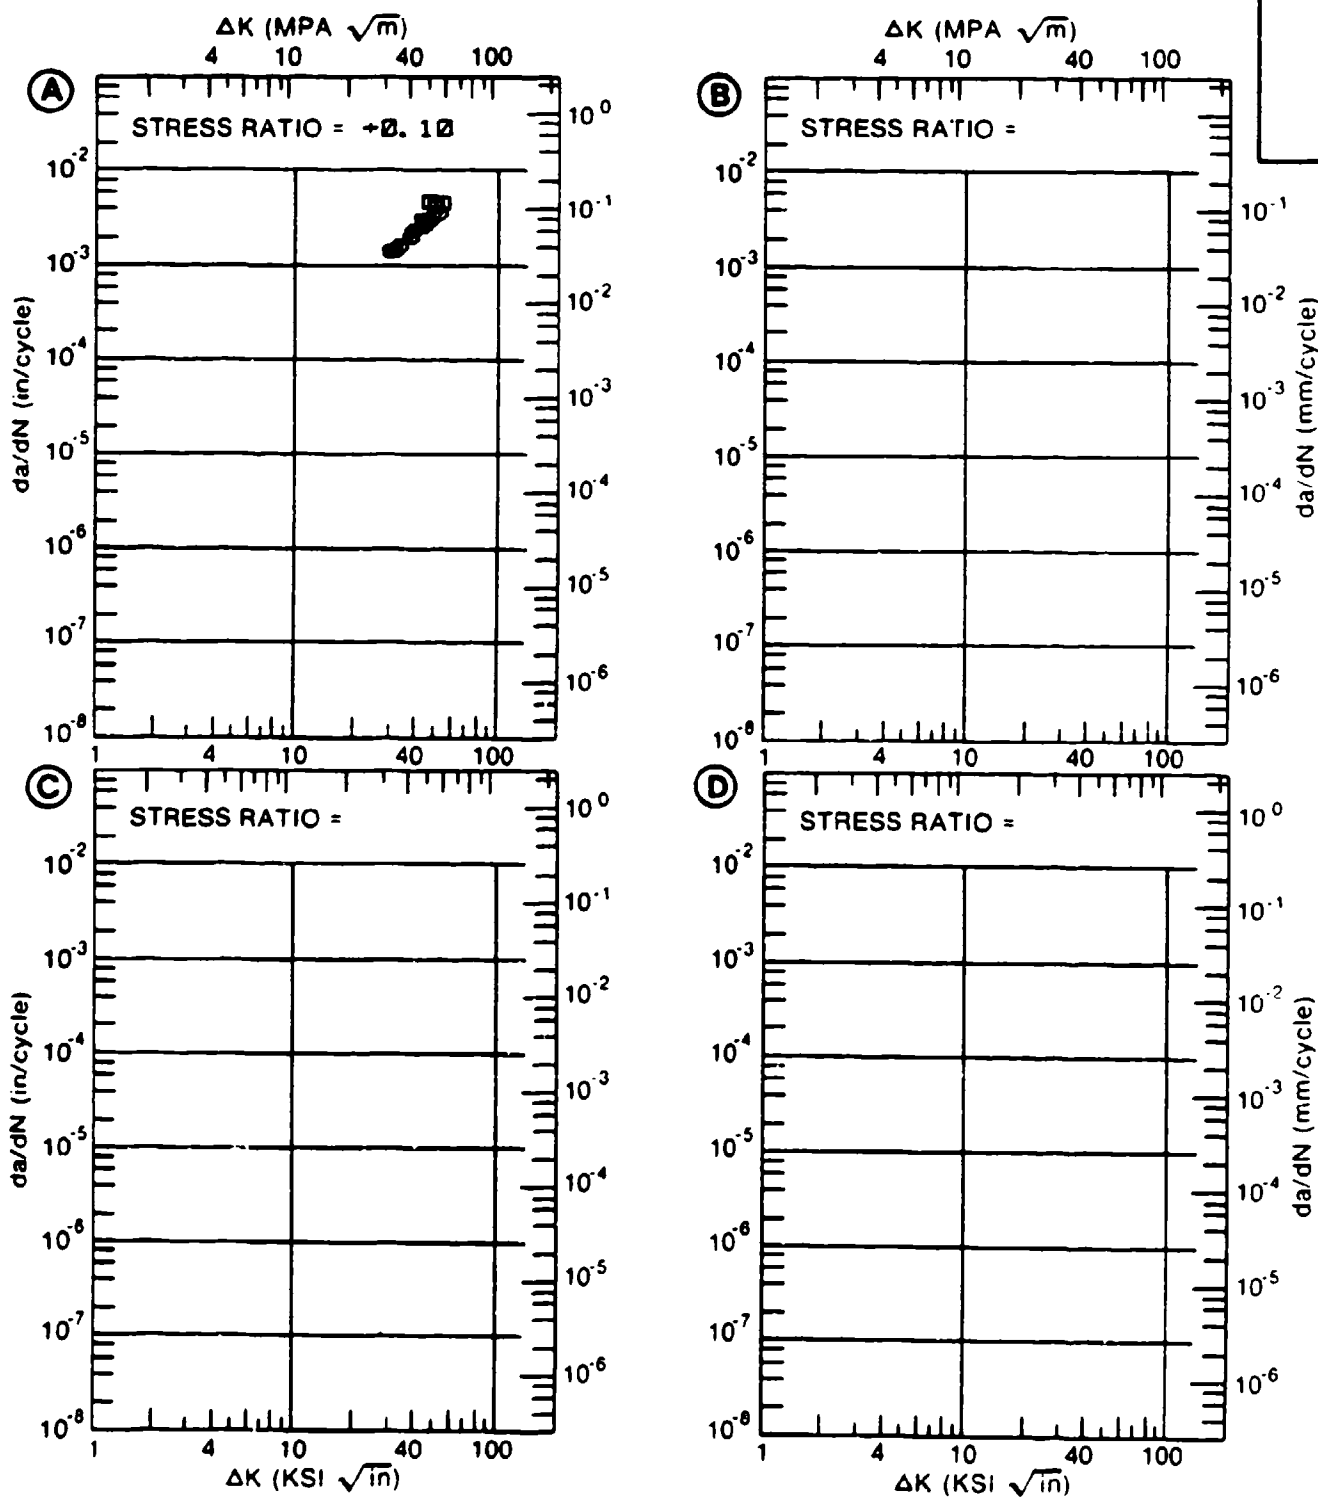 ΔK (MPA √m)
4 10 40 100
A
STRESS RATIO = +0.10
10⁻² 10⁻³ 10⁻⁴ 10⁻⁵ 10⁻⁶ 10⁻⁷ 10⁻⁸
da/dN (in/cycle)
10⁰ 10⁻¹ 10⁻² 10⁻³ 10⁻⁴ 10⁻⁵ 10⁻⁶
1 4 10 40 100
ΔK (MPA √m)
4 10 40 100
B
STRESS RATIO =
10⁻² 10⁻³ 10⁻⁴ 10⁻⁵ 10⁻⁶ 10⁻⁷ 10⁻⁸
10⁻¹ 10⁻² 10⁻³ 10⁻⁴ 10⁻⁵ 10⁻⁶
da/dN (mm/cycle)
1 4 10 40 100
C
STRESS RATIO =
10⁻² 10⁻³ 10⁻⁴ 10⁻⁵ 10⁻⁶ 10⁻⁷ 10⁻⁸
da/dN (in/cycle)
10⁰ 10⁻¹ 10⁻² 10⁻³ 10⁻⁴ 10⁻⁵ 10⁻⁶
1 4 10 40 100
ΔK (KSI √in)
D
STRESS RATIO =
10⁻² 10⁻³ 10⁻⁴ 10⁻⁵ 10⁻⁶ 10⁻⁷ 10⁻⁸
10⁰ 10⁻¹ 10⁻² 10⁻³ 10⁻⁴ 10⁻⁵ 10⁻⁶
da/dN (mm/cycle)
1 4 10 40 100
ΔK (KSI √in)